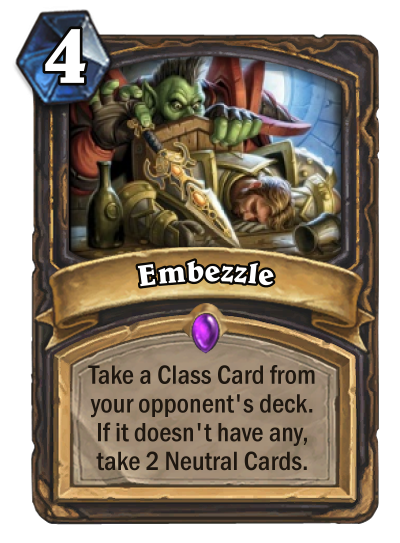 4
Embezzle
Take a Class Card from
your opponent's deck.
If it doesn't have any,
take 2 Neutral Cards.